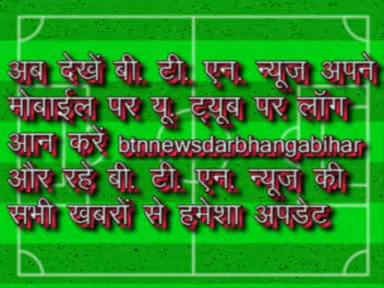 अब देखें बी. टी. एन. न्यूज अपने
मोबाईल पर यू. ट्यूब पर लॉग
आन करें btnnewsdarbhangabihar
और रहे बी. टी. एन. न्यूज की
सभी खबरों से हमेशा अपडेट